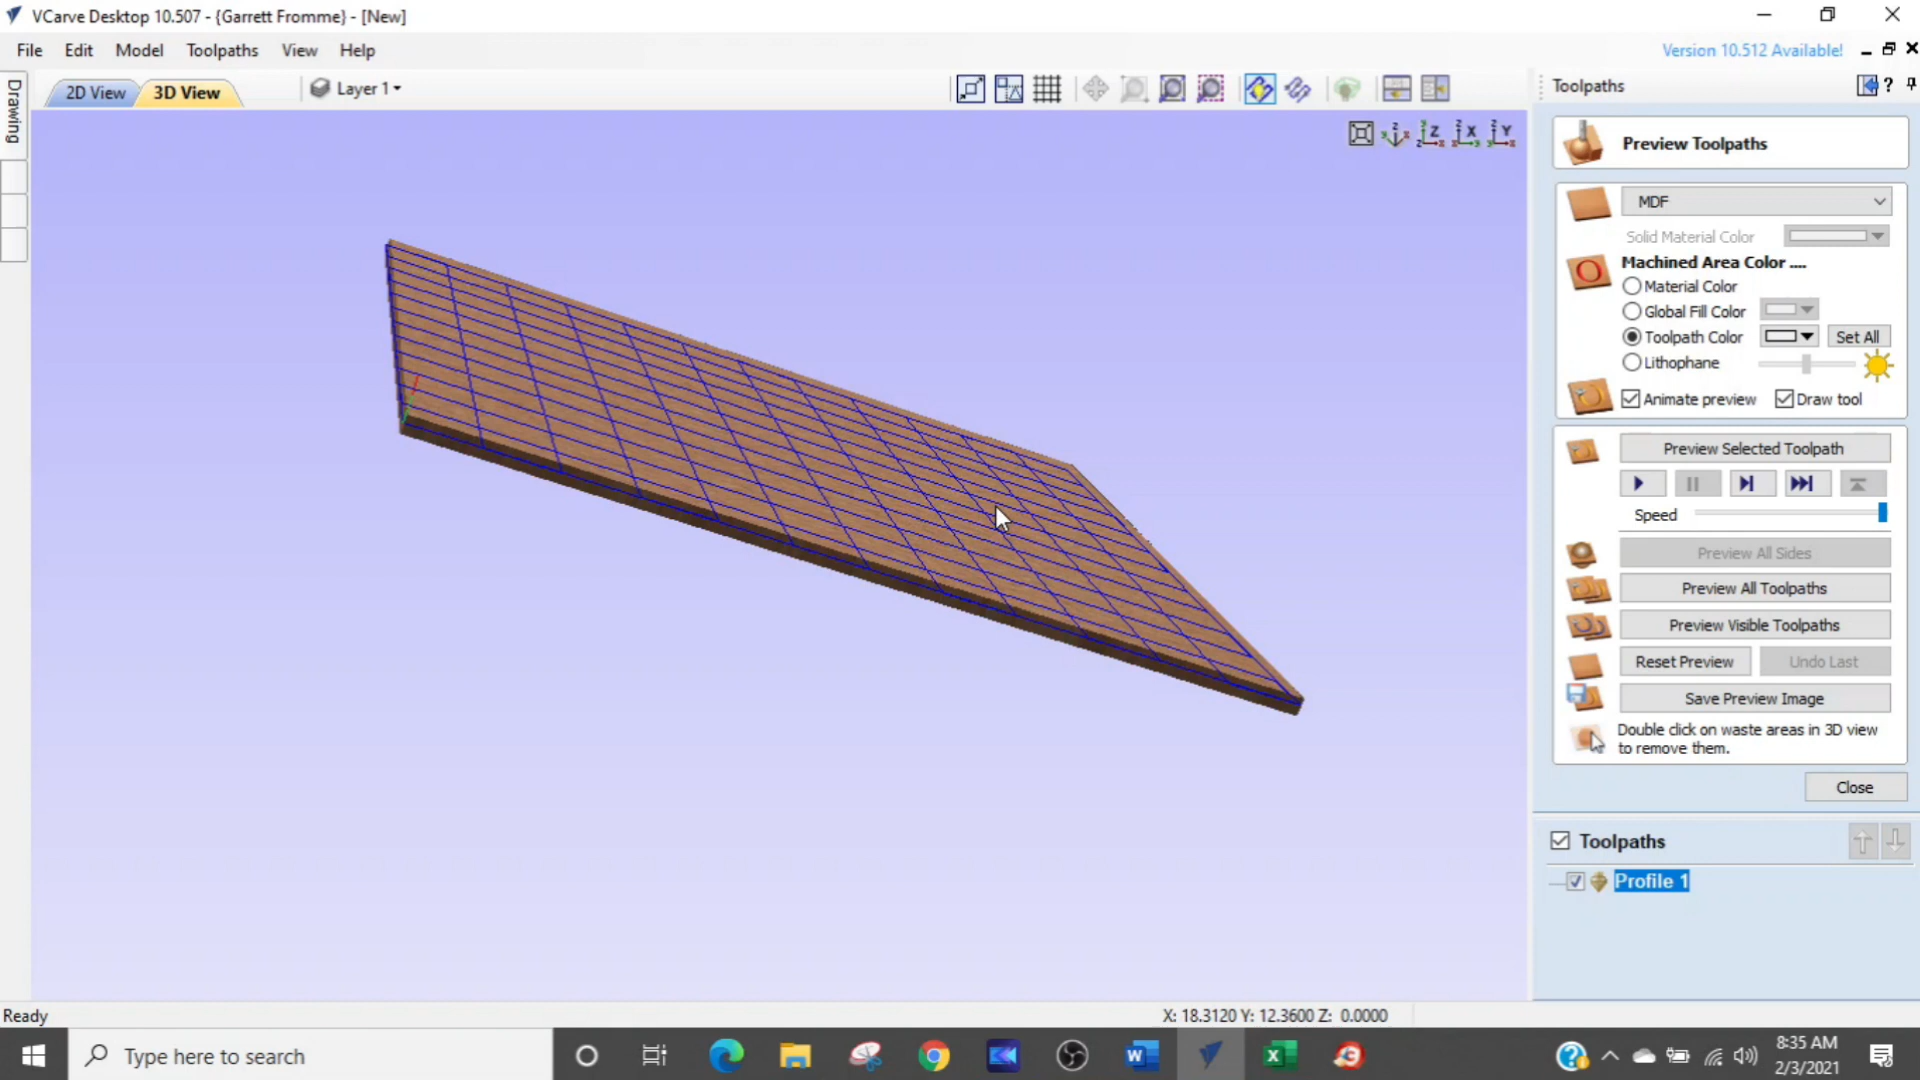 VCarve Desktop 10.507 - {Garrett Fromme} - [New]
File Edit Model Toolpaths View Help
Version 10.512 Available!
Drawing
2D View
3D View
Layer 1
Z X Y
Toolpaths
?
Preview Toolpaths
MDF
Solid Material Color
Machined Area Color ....
Material Color
Global Fill Color
Toolpath Color
Set All
Lithophane
Animate preview
Draw tool
Preview Selected Toolpath
Speed
Preview All Sides
Preview All Toolpaths
Preview Visible Toolpaths
Reset Preview
Undo Last
Save Preview Image
Double click on waste areas in 3D view
to remove them.
Close
Toolpaths
Profile 1
Ready
X: 18.3120 Y: 12.3600 Z: 0.0000
Type here to search
8:35 AM
2/3/2021